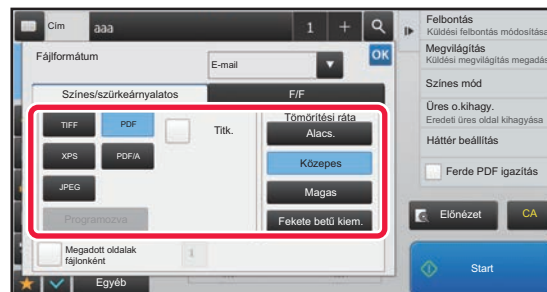 Cím
aaa
1
+
Fájlformátum
E-mail
OK
Színes/szürkeárnyalatos
F/F
TIFF
PDF
Titk.
XPS
PDF/A
JPEG
Programozva
Tömörítési ráta
Alacs.
Közepes
Magas
Fekete betű kiem.
Megadott oldalak
fájlonként
1
Egyéb
Felbontás
Küldési felbontás módosítása
Megvilágítás
Küldési megvilágítás megadás
Színes mód
Üres o.kihagy.
Eredeti üres oldal kihagyása
Háttér beállítás
Ferde PDF igazítás
Előnézet
CA
Start